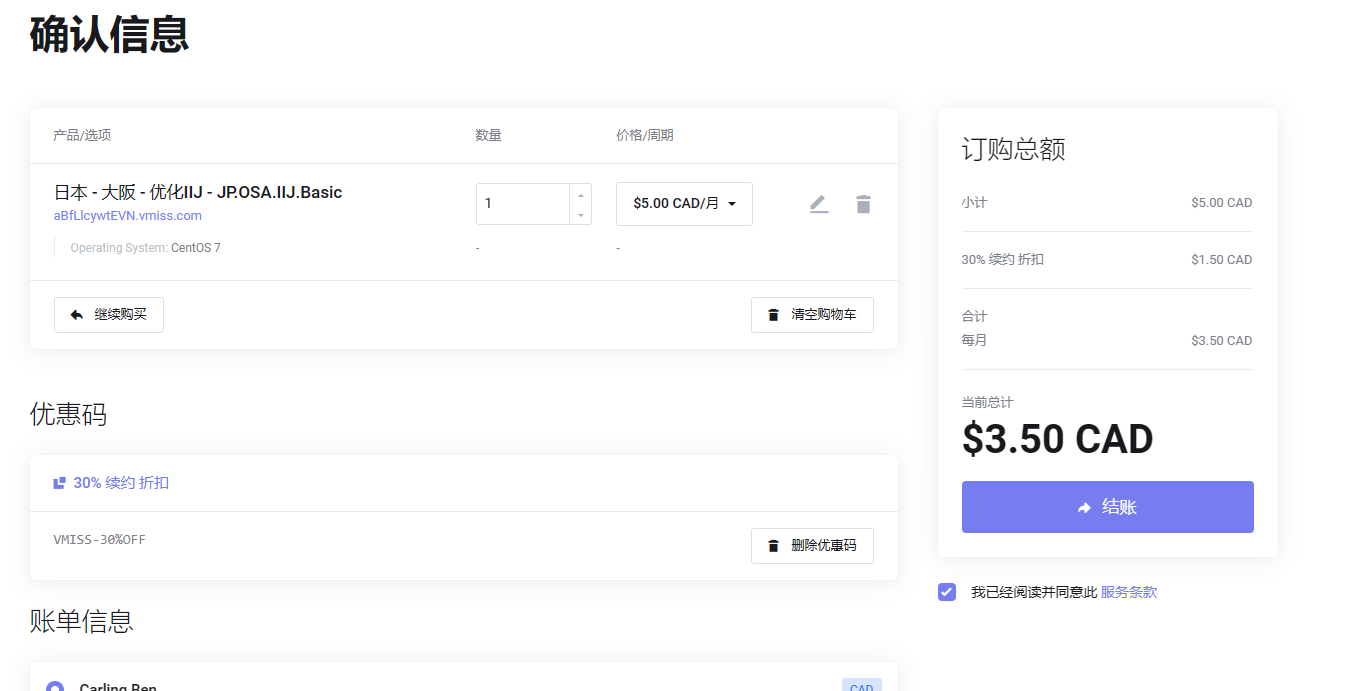 确认信息
产品/选项 数量 价格/周期
日本 - 大阪 - 优化IIJ - JP.OSA.IIJ.Basic 1 $5.00 CAD/月
aBfLlcywtEVN.vmiss.com
Operating System: CentOS 7 - -
继续购买 清空购物车
优惠码
30% 续约 折扣
VMISS-30%OFF 删除优惠码
账单信息
Carling Ben CAD
订购总额
小计 $5.00 CAD
30% 续约 折扣 $1.50 CAD
合计
每月 $3.50 CAD
当前总计
$3.50 CAD
结账
我已经阅读并同意此 服务条款